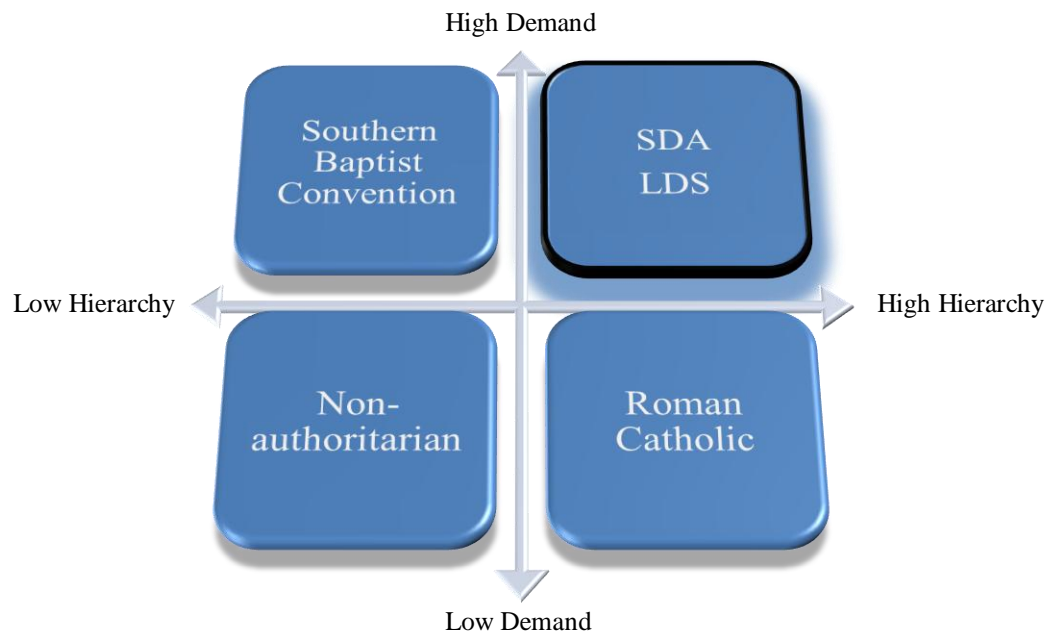 High Demand
Southern
Baptist
Convention
SDA
LDS
Low Hierarchy
High Hierarchy
Non-
authoritarian
Roman
Catholic
Low Demand